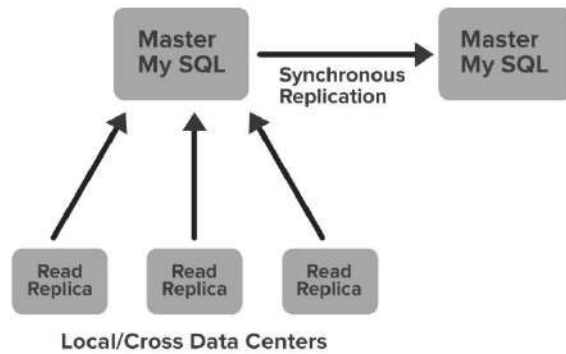 Master
My SQL
Synchronous
Replication
Master
My SQL
Read
Replica
Read
Replica
Read
Replica
Local/Cross Data Centers